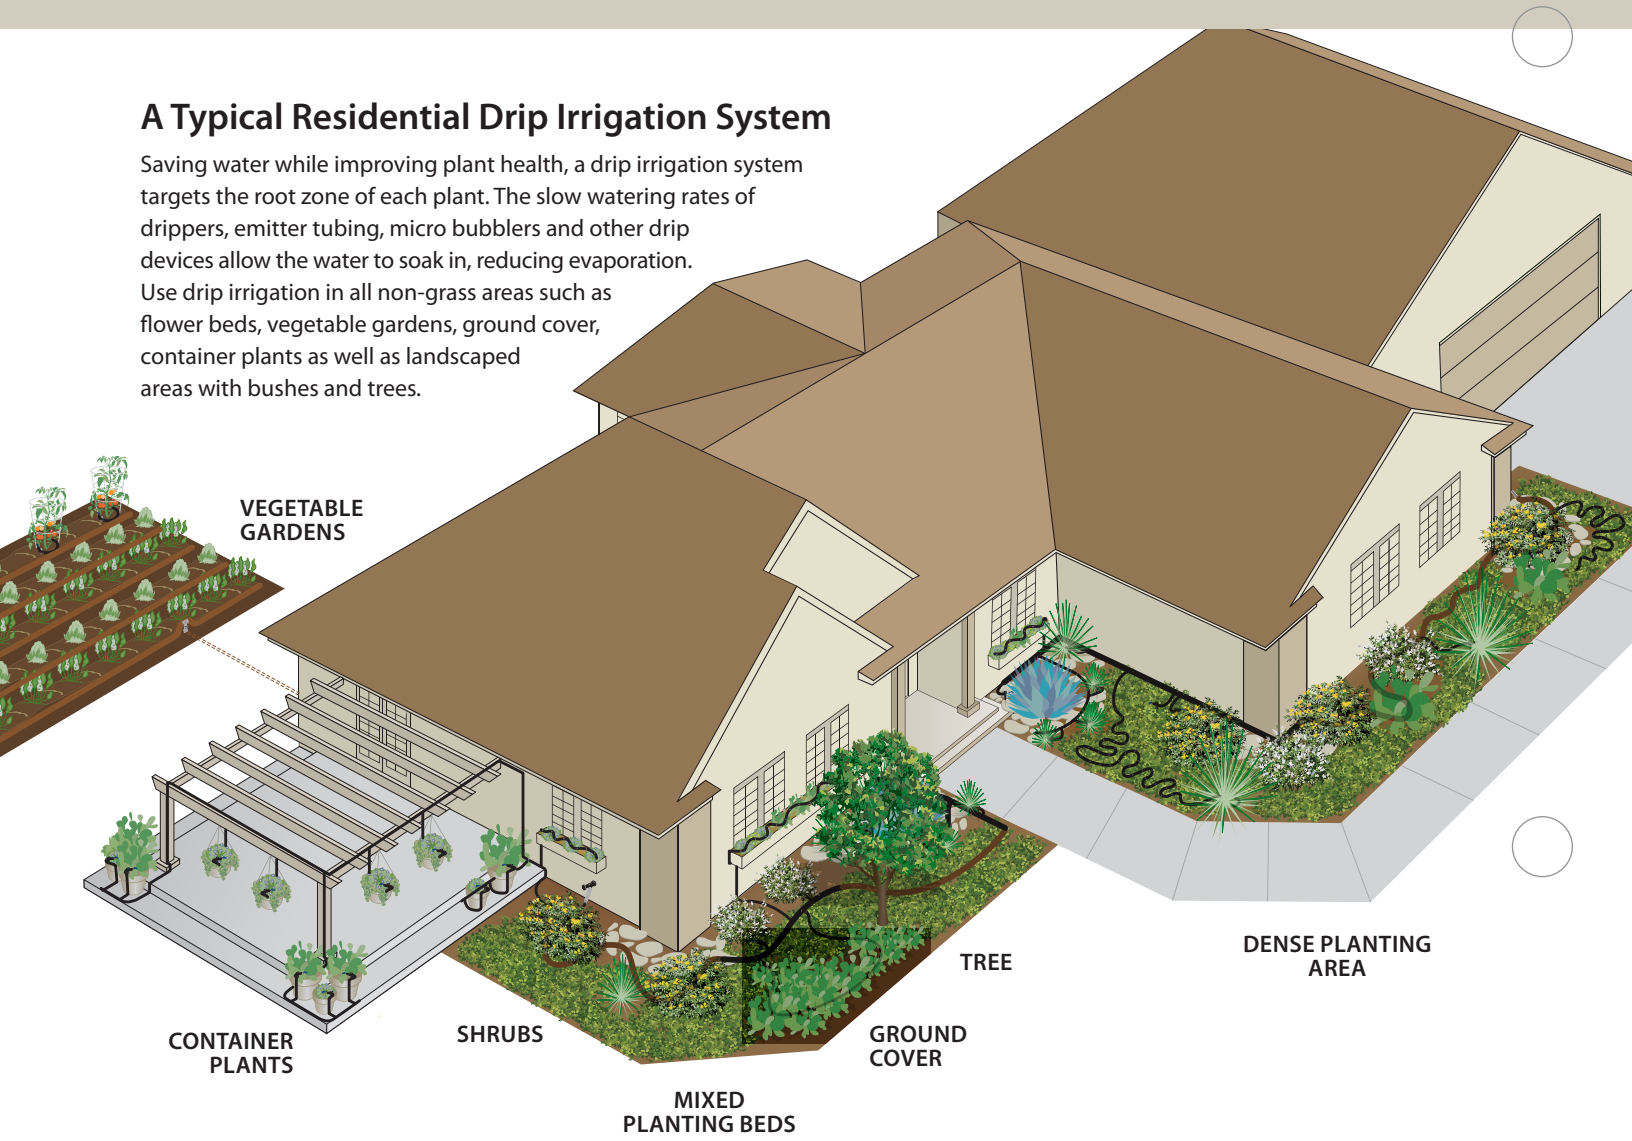 A Typical Residential Drip Irrigation System
Saving water while improving plant health, a drip irrigation system
targets the root zone of each plant. The slow watering rates of
drippers, emitter tubing, micro bubblers and other drip
devices allow the water to soak in, reducing evaporation.
Use drip irrigation in all non-grass areas such as
flower beds, vegetable gardens, ground cover,
container plants as well as landscaped
areas with bushes and trees.
VEGETABLE
GARDENS
DENSE PLANTING
AREA
TREE
GROUND
COVER
SHRUBS
CONTAINER
PLANTS
MIXED
PLANTING BEDS